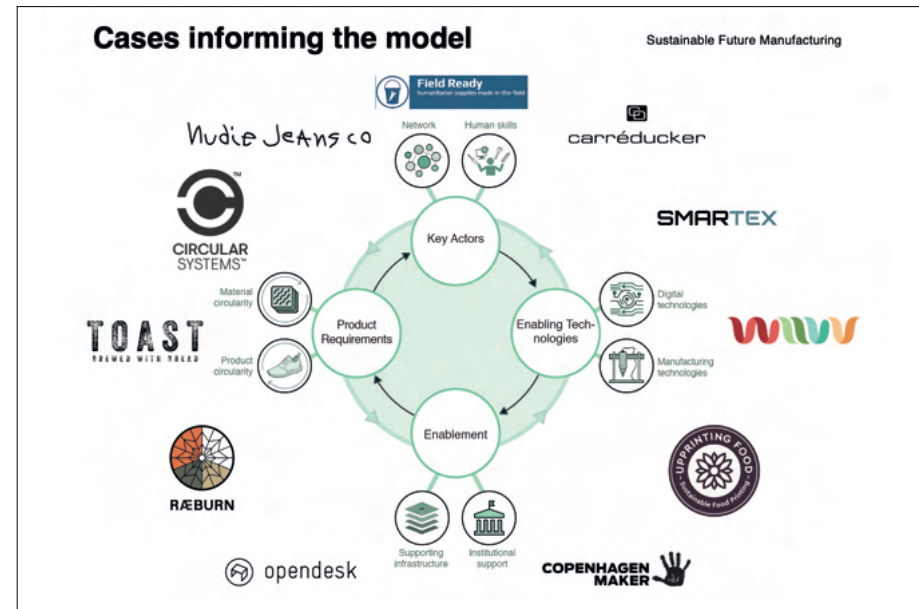 Cases informing the model
Sustainable Future Manufacturing
Field Ready
humanitarian supplies made in the field
nudie jeans co
Network
Human skills
carréducker
CIRCULAR
SYSTEMS™
SMARTEX
Key Actors
Material
circularity
Digital
technologies
TOAST
BREWED WITH BREAD
Product
Requirements
Enabling Tech-
nologies
wiivv
Product
circularity
Manufacturing
technologies
Enablement
RÆBURN
UPPRINTING FOOD
Sustainable Food Printing
Supporting
infrastructure
Institutional
support
opendesk
COPENHAGEN
MAKER